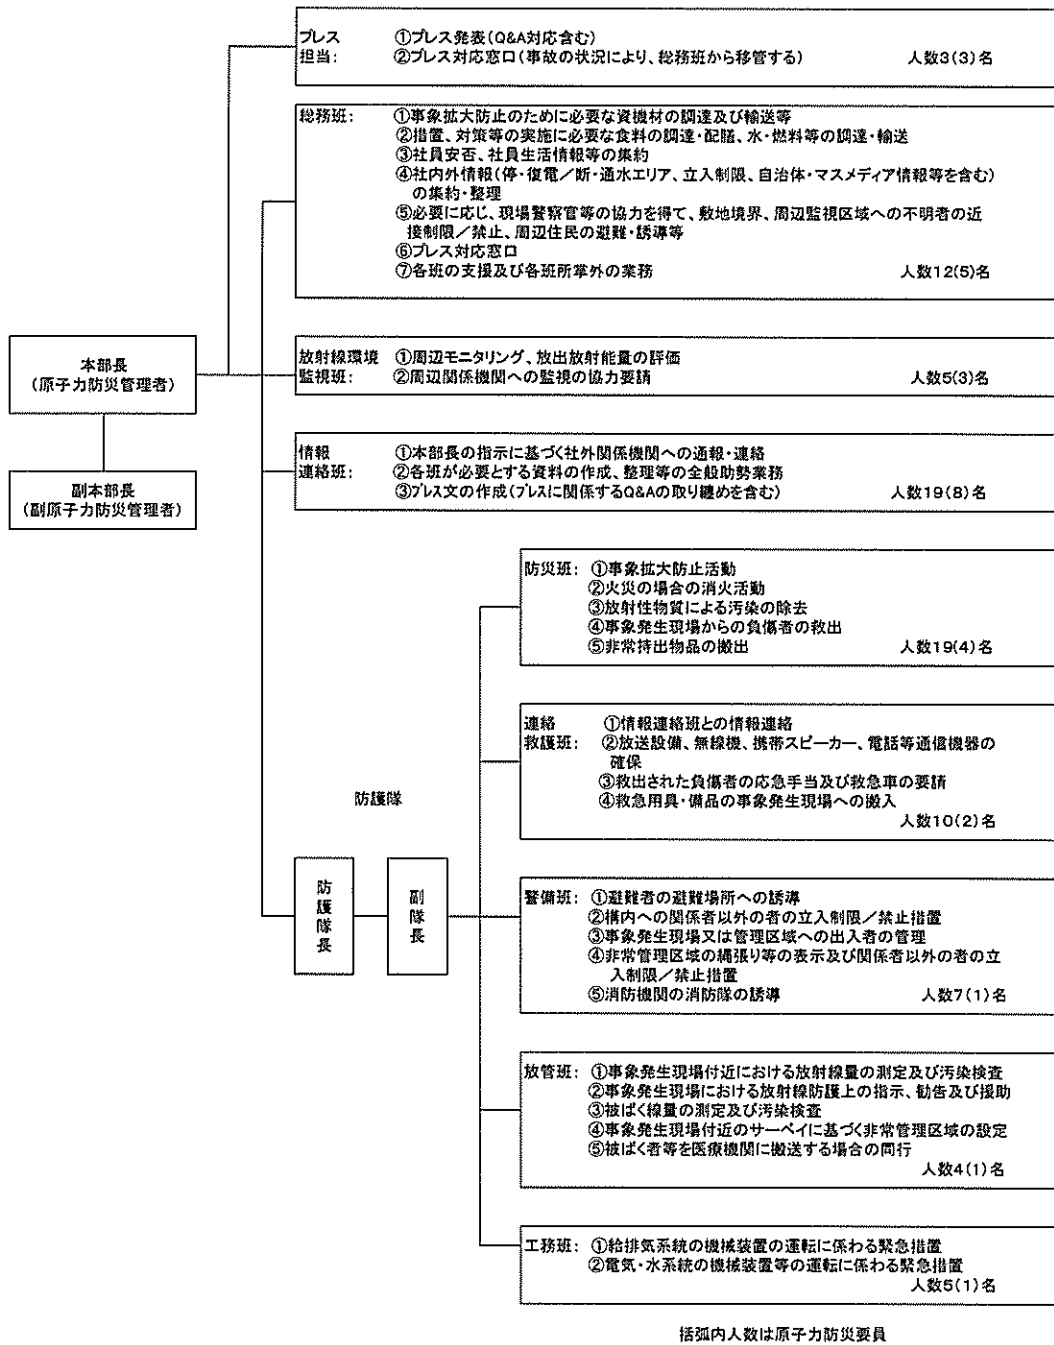 プレス ①プレス発表(Q&A対応含む)
担当: ②プレス対応窓口(事故の状況により、総務班から移管する) 人数3(3)名
総務班: ①事象拡大防止のために必要な資機材の調達及び輸送等
②措置、対策等の実施に必要な食料の調達・配膳、水・燃料等の調達・輸送
③社員安否、社員生活情報等の集約
④社内外情報(停・復電/断・通水エリア、立入制限、自治体・マスメディア情報等を含む)
の集約・整理
⑤必要に応じ、現場警察官等の協力を得て、敷地境界、周辺監視区域への不明者の近
接制限/禁止、周辺住民の避難・誘導等
⑥プレス対応窓口
⑦各班の支援及び各班所掌外の業務 人数12(5)名
本部長
(原子力防災管理者)
副本部長
(副原子力防災管理者)
放射線環境 ①周辺モニタリング、放出放射能量の評価
監視班: ②周辺関係機関への監視の協力要請 人数5(3)名
情報 ①本部長の指示に基づく社外関係機関への通報・連絡
連絡班: ②各班が必要とする資料の作成、整理等の全般助勢業務
③プレス文の作成(プレスに関係するQ&Aの取り纏めを含む) 人数19(8)名
防護隊
防護隊長
副隊長
防災班: ①事象拡大防止活動
②火災の場合の消火活動
③放射性物質による汚染の除去
④事象発生現場からの負傷者の救出
⑤非常持出物品の搬出 人数19(4)名
連絡 ①情報連絡班との情報連絡
救護班: ②放送設備、無線機、携帯スピーカー、電話等通信機器の
確保
③救出された負傷者の応急手当及び救急車の要請
④救急用具・備品の事象発生現場への搬入
人数10(2)名
警備班: ①避難者の避難場所への誘導
②構内への関係者以外の者の立入制限/禁止措置
③事象発生現場又は管理区域への出入者の管理
④非常管理区域の縄張り等の表示及び関係者以外の者の立
入制限/禁止措置
⑤消防機関の消防隊の誘導 人数7(1)名
放管班: ①事象発生現場付近における放射線量の測定及び汚染検査
②事象発生現場における放射線防護上の指示、勧告及び援助
③被ばく線量の測定及び汚染検査
④事象発生現場付近のサーベイに基づく非常管理区域の設定
⑤被ばく者等を医療機関に搬送する場合の同行
人数4(1)名
工務班: ①給排気系統の機械装置の運転に係わる緊急措置
②電気・水系統の機械装置等の運転に係わる緊急措置
人数5(1)名
括弧内人数は原子力防災要員